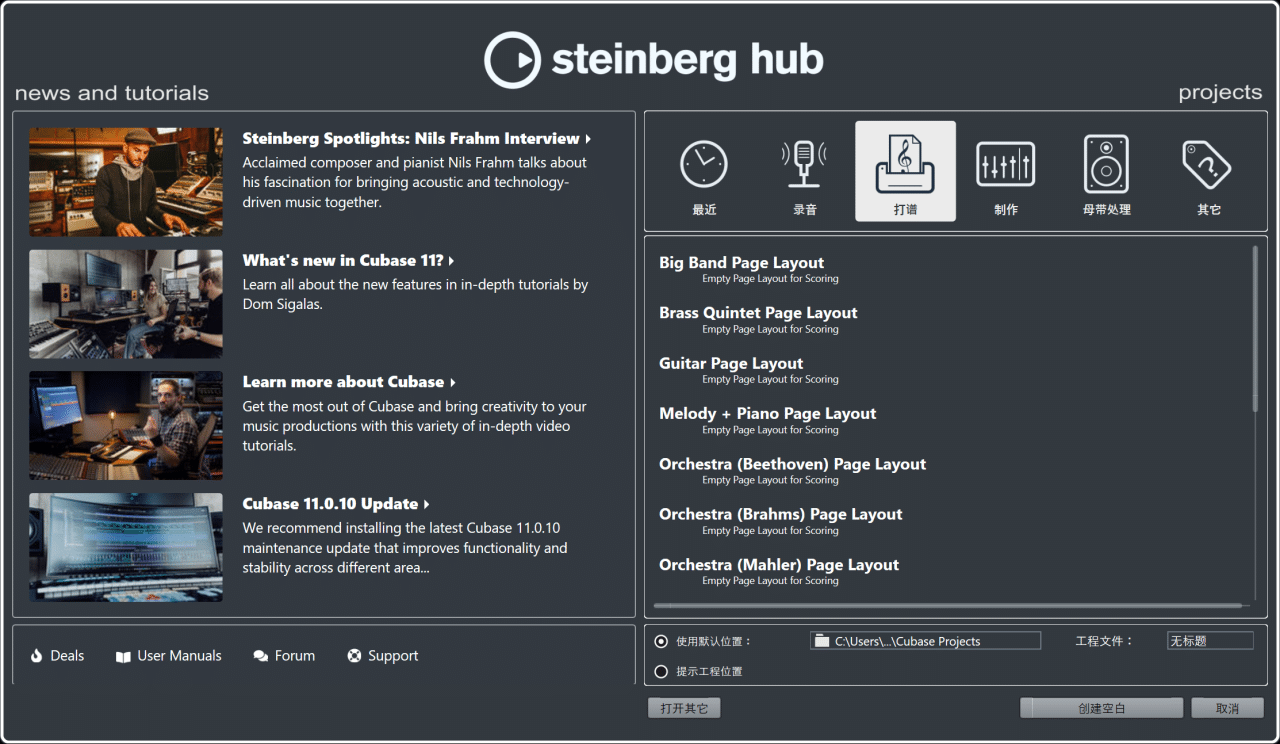 steinberg hub
news and tutorials
projects
Steinberg Spotlights: Nils Frahm Interview
Acclaimed composer and pianist Nils Frahm talks about
his fascination for bringing acoustic and technology-
driven music together.
What's new in Cubase 11?
Learn all about the new features in in-depth tutorials by
Dom Sigalas.
Learn more about Cubase
Get the most out of Cubase and bring creativity to your
music productions with this variety of in-depth video
tutorials.
Cubase 11.0.10 Update
We recommend installing the latest Cubase 11.0.10
maintenance update that improves functionality and
stability across different area...
Deals
User Manuals
Forum
Support
最近
录音
打谱
制作
母带处理
其它
Big Band Page Layout
Empty Page Layout for Scoring
Brass Quintet Page Layout
Empty Page Layout for Scoring
Guitar Page Layout
Empty Page Layout for Scoring
Melody + Piano Page Layout
Empty Page Layout for Scoring
Orchestra (Beethoven) Page Layout
Empty Page Layout for Scoring
Orchestra (Brahms) Page Layout
Empty Page Layout for Scoring
Orchestra (Mahler) Page Layout
Empty Page Layout for Scoring
使用默认位置：
C:\Users\...\Cubase Projects
工程文件：
无标题
提示工程位置
打开其它
创建空白
取消